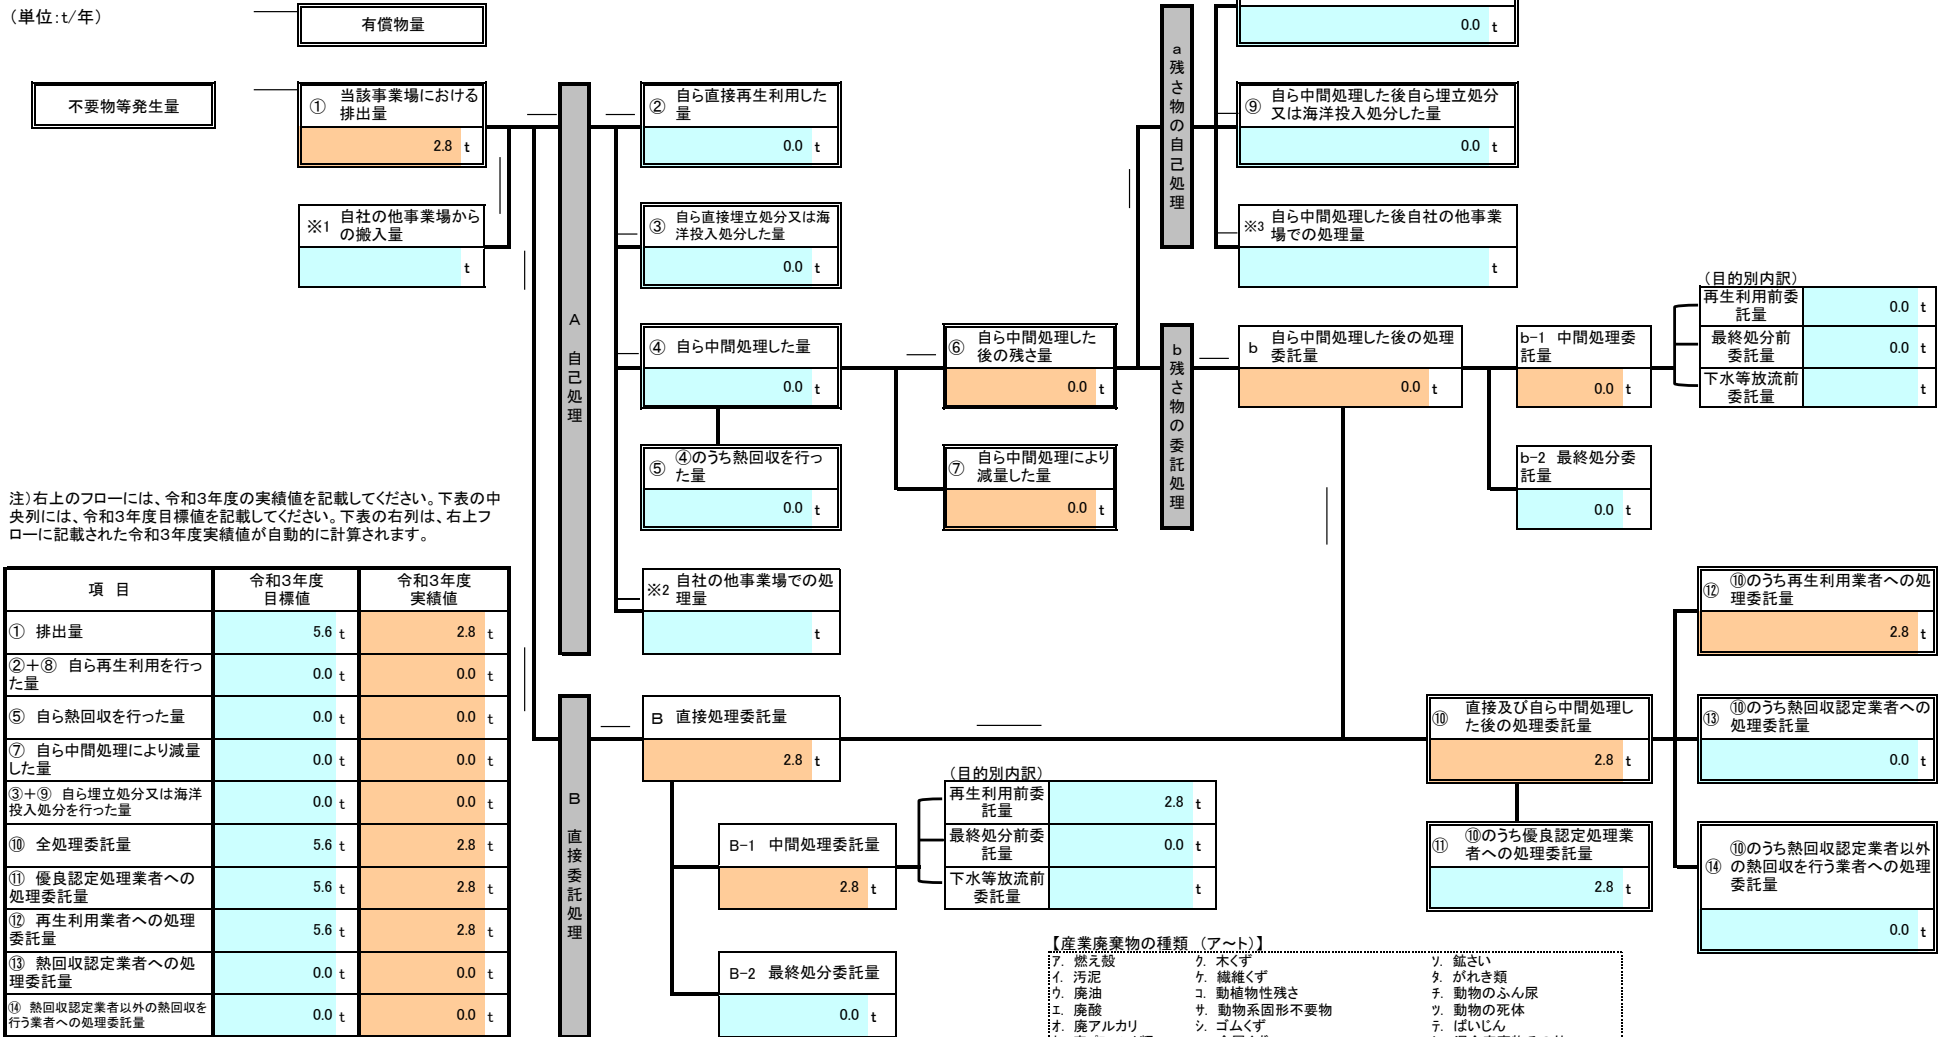 (単位:t/年)
有償物量
0.0 t
不要物等発生量
① 当該事業場における
排出量
2.8 t
※1 自社の他事業場から
の搬入量
t
A 自己処理
② 自ら直接再生利用した
量
0.0 t
③ 自ら直接埋立処分又は海
洋投入処分した量
0.0 t
④ 自ら中間処理した量
0.0 t
⑤ ④のうち熱回収を行っ
た量
0.0 t
※2 自社の他事業場での処
理量
t
⑥ 自ら中間処理した
後の残さ量
0.0 t
⑦ 自ら中間処理により
減量した量
0.0 t
a 残さ物の自己処理
⑨ 自ら中間処理した後自ら埋立処分
又は海洋投入処分した量
0.0 t
※3 自ら中間処理した後自社の他事業
場での処理量
t
b 残さ物の委託処理
b 自ら中間処理した後の処理
委託量
0.0 t
b-1 中間処理委
託量
0.0 t
b-2 最終処分委
託量
0.0 t
(目的別内訳)
再生利用前委
託量
0.0 t
最終処分前
委託量
0.0 t
下水等放流前
委託量
t
注)右上のフローには、令和3年度の実績値を記載してください。下表の中
央列には、令和3年度目標値を記載してください。下表の右列は、右上フ
ローに記載された令和3年度実績値が自動的に計算されます。
項 目
令和3年度
目標値
令和3年度
実績値
① 排出量
5.6 t 2.8 t
②+⑧ 自ら再生利用を行っ
た量
0.0 t 0.0 t
⑤ 自ら熱回収を行った量
0.0 t 0.0 t
⑦ 自ら中間処理により減量
した量
0.0 t 0.0 t
③+⑨ 自ら埋立処分又は海洋
投入処分を行った量
0.0 t 0.0 t
⑩ 全処理委託量
5.6 t 2.8 t
⑪ 優良認定処理業者への
処理委託量
5.6 t 2.8 t
⑫ 再生利用業者への処理
委託量
5.6 t 2.8 t
⑬ 熱回収認定業者への処
理委託量
0.0 t 0.0 t
⑭ 熱回収認定業者以外の熱回収を
行う業者への処理委託量
0.0 t 0.0 t
B 直接委託処理
B 直接処理委託量
2.8 t
B-1 中間処理委託量
2.8 t
B-2 最終処分委託量
0.0 t
(目的別内訳)
再生利用前委
託量
2.8 t
最終処分前委
託量
0.0 t
下水等放流前
委託量
t
⑩ 直接及び自ら中間処理し
た後の処理委託量
2.8 t
⑪ ⑩のうち優良認定処理業
者への処理委託量
2.8 t
⑫ ⑩のうち再生利用業者への処
理委託量
2.8 t
⑬ ⑩のうち熱回収認定業者への
処理委託量
0.0 t
⑭ ⑩のうち熱回収認定業者以外
の熱回収を行う業者への処理
委託量
0.0 t
【産業廃棄物の種類 (ア~ト)】
ア. 燃え殻 ク. 木くず ソ. 鉱さい
イ. 汚泥 ケ. 繊維くず タ. がれき類
ウ. 廃油 コ. 動植物性残さ チ. 動物のふん尿
エ. 廃酸 サ. 動物系固形不要物 ツ. 動物の死体
オ. 廃アルカリ シ. ゴムくず テ. ばいじん